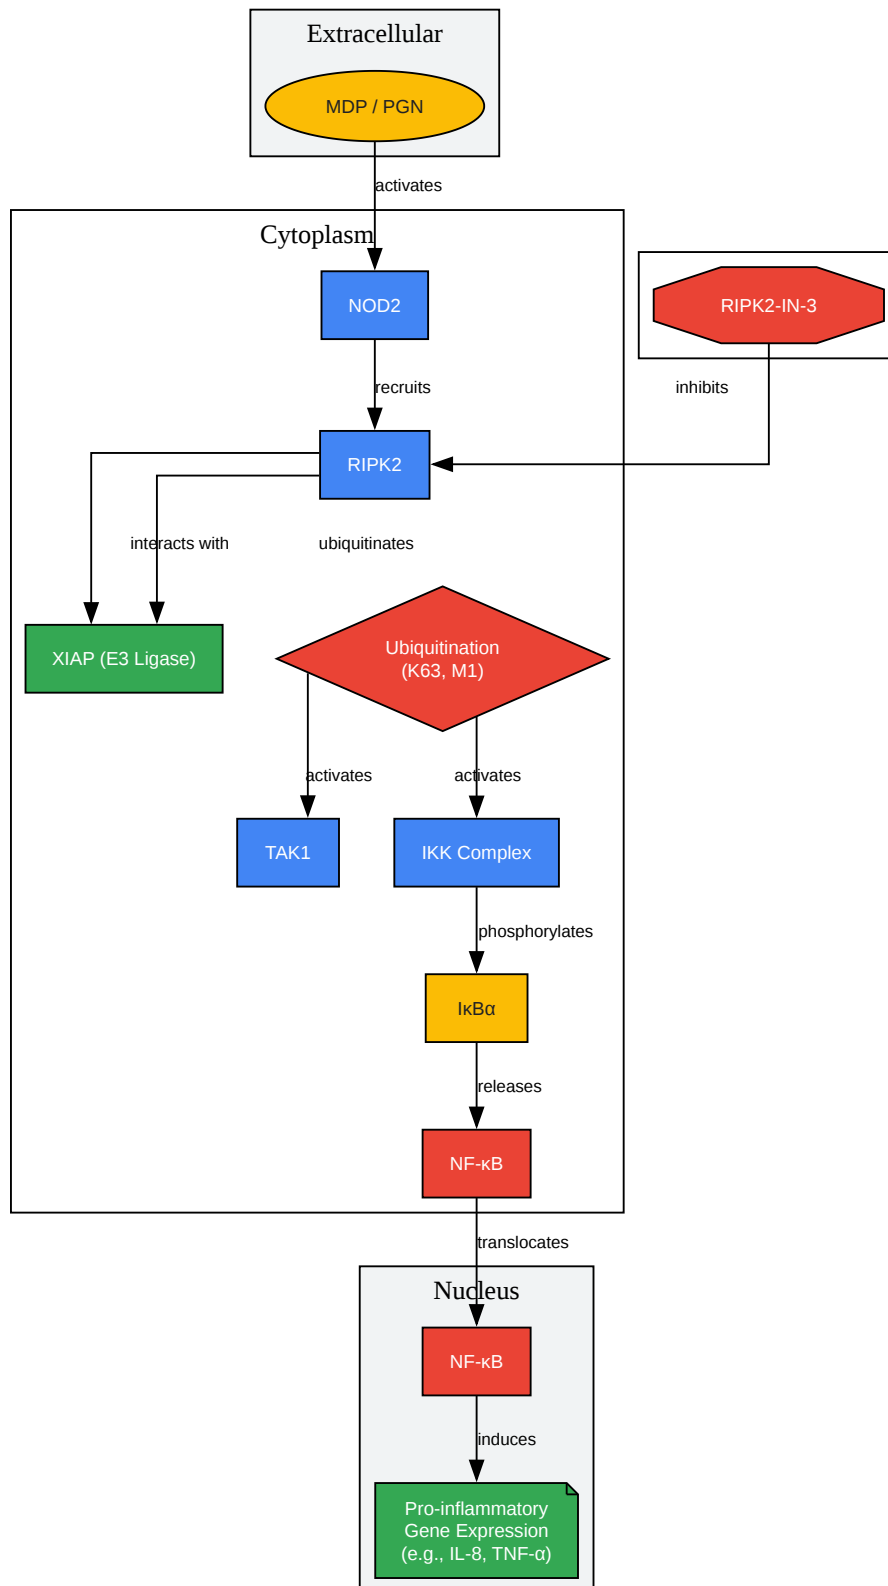 Extracellular
MDP / PGN
activates
Cytoplasm
NOD2
RIPK2-IN-3
recruits
inhibits
RIPK2
interacts with
ubiquitinates
XIAP (E3 Ligase)
Ubiquitination
(K63, M1)
activates
activates
TAK1
IKK Complex
phosphorylates
IκBα
releases
NF-κB
translocates
Nucleus
NF-κB
induces
Pro-inflammatory
Gene Expression
(e.g., IL-8, TNF-α)